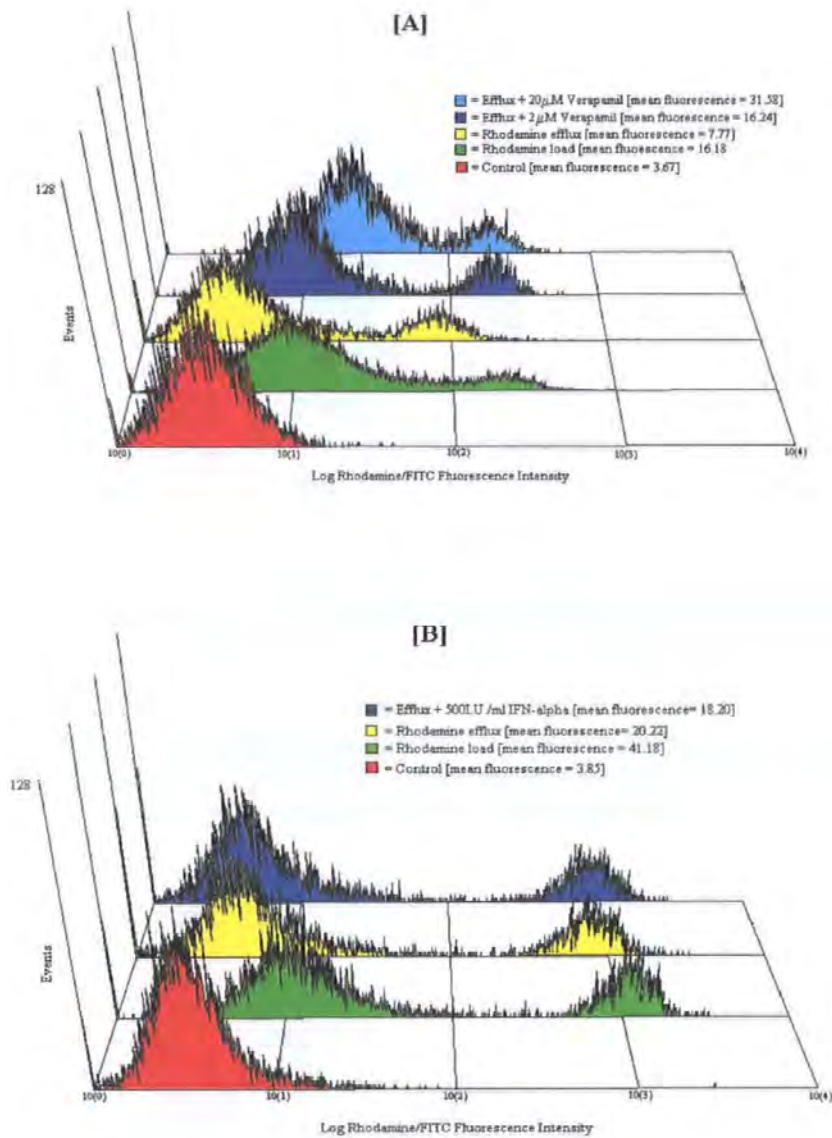 [A]
= Efflux + 20µM Verapamil [mean fluorescence = 31.58]
= Efflux + 2µM Verapamil [mean fluorescence = 16.24]
= Rhodamine efflux [mean fluorescence = 7.77]
= Rhodamine load [mean fluoescence = 16.18
= Control [mean fluorescence = 3.67]
128
Events
10(0) 10(1) 10(2) 10(3) 10(4)
Log Rhodamine/FITC Fluorescence Intensity
[B]
= Efflux + 500I.U /ml IFN-alpha [mean fluorescence= 18.20]
= Rhodamine efflux [mean fluorescence= 20.22]
= Rhodamine load [mean fluorescence = 41.18]
= Control [mean fluorescence = 3.85]
128
Events
10(0) 10(1) 10(2) 10(3) 10(4)
Log Rhodamine/FITC Fluorescence Intensity